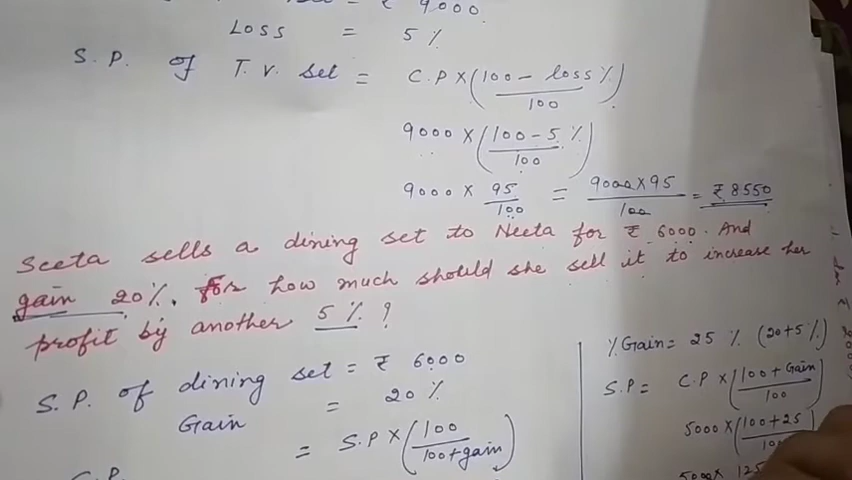 = ₹ 9000
Loss = 5 %
S.P. of T.V. set = C.P × (100 - loss % / 100)
9000 × (100 - 5 % / 100)
9000 × 95/100 = 9000×95/100 = ₹ 8550
Seeta sells a dining set to Neeta for ₹ 6000. And
gain 20%. For how much should she sell it to increase her
profit by another 5 % ?
S.P. of dining set = ₹ 6000
Gain = 20 %
= S.P × (100 / 100+gain)
C.P.
% Gain = 25 % (20+5 %)
S.P = C.P × (100 + Gain / 100)
5000 × (100 + 25 / 100)
5000 × 125